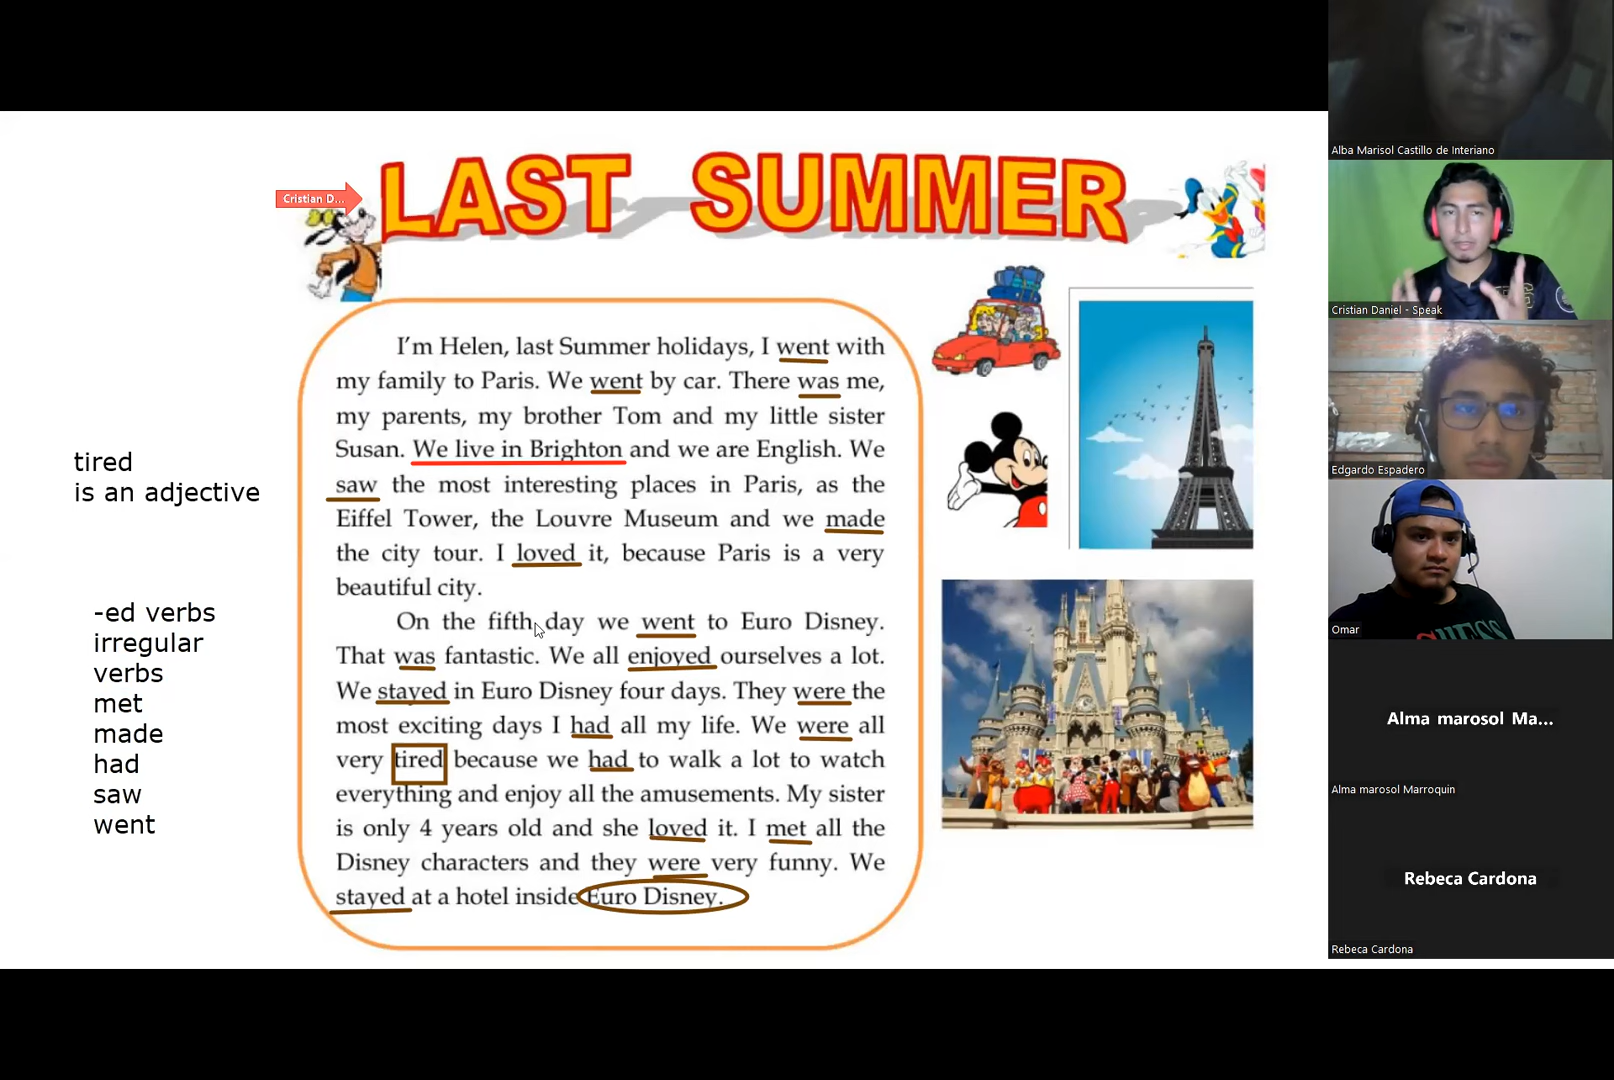 LAST SUMMER
Cristian D...
I'm Helen, last Summer holidays, I went with
my family to Paris. We went by car. There was me,
my parents, my brother Tom and my little sister
Susan. We live in Brighton and we are English. We
saw the most interesting places in Paris, as the
Eiffel Tower, the Louvre Museum and we made
the city tour. I loved it, because Paris is a very
beautiful city.
On the fifth day we went to Euro Disney.
That was fantastic. We all enjoyed ourselves a lot.
We stayed in Euro Disney four days. They were the
most exciting days I had all my life. We were all
very tired because we had to walk a lot to watch
everything and enjoy all the amusements. My sister
is only 4 years old and she loved it. I met all the
Disney characters and they were very funny. We
stayed at a hotel inside Euro Disney.
tired
is an adjective
-ed verbs
irregular
verbs
met
made
had
saw
went
Alba Marisol Castillo de Interiano
Cristian Daniel - Speak
Edgardo Espadero
Omar
Alma marosol Ma...
Alma marosol Marroquin
Rebeca Cardona
Rebeca Cardona